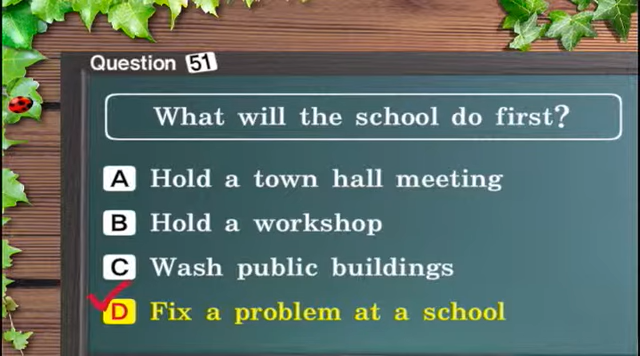 Question 51
What will the school do first?
A Hold a town hall meeting
B Hold a workshop
C Wash public buildings
D Fix a problem at a school